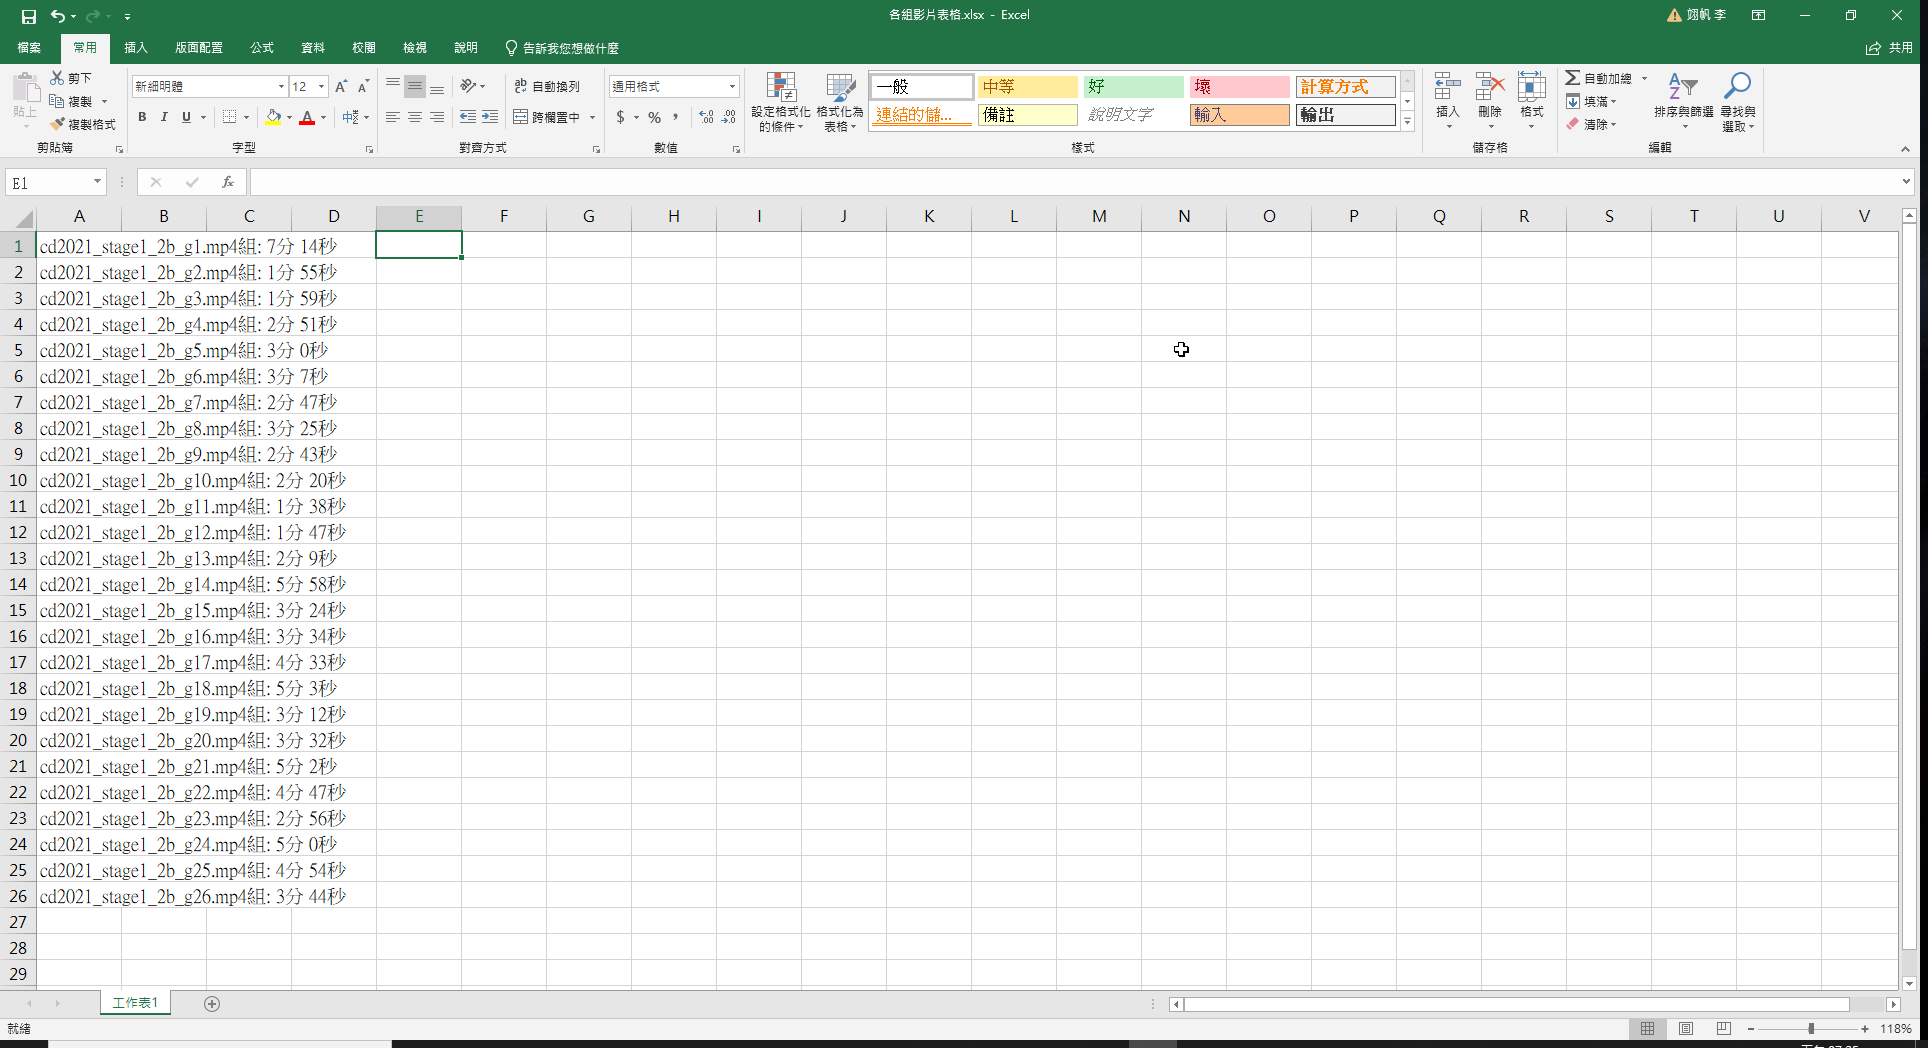 各組影片表格.xlsx - Excel
翊帆 李
檔案 常用 插入 版面配置 公式 資料 校閱 檢視 說明 告訴我您想做什麼
共用
貼上
剪下
複製
複製格式
剪貼簿
新細明體
12
B I U A
字型
ab 自動換列
跨欄置中
對齊方式
通用格式
$ % ,
數值
設定格式化的條件
格式化為表格
一般 中等 好 壞 計算方式
連結的儲... 備註 說明文字 輸入 輸出
樣式
插入 刪除 格式
儲存格
自動加總
填滿
清除
排序與篩選
尋找與選取
編輯
E1
fx
A B C D E F G H I J K L M N O P Q R S T U V
1 cd2021_stage1_2b_g1.mp4組: 7分 14秒
2 cd2021_stage1_2b_g2.mp4組: 1分 55秒
3 cd2021_stage1_2b_g3.mp4組: 1分 59秒
4 cd2021_stage1_2b_g4.mp4組: 2分 51秒
5 cd2021_stage1_2b_g5.mp4組: 3分 0秒
6 cd2021_stage1_2b_g6.mp4組: 3分 7秒
7 cd2021_stage1_2b_g7.mp4組: 2分 47秒
8 cd2021_stage1_2b_g8.mp4組: 3分 25秒
9 cd2021_stage1_2b_g9.mp4組: 2分 43秒
10 cd2021_stage1_2b_g10.mp4組: 2分 20秒
11 cd2021_stage1_2b_g11.mp4組: 1分 38秒
12 cd2021_stage1_2b_g12.mp4組: 1分 47秒
13 cd2021_stage1_2b_g13.mp4組: 2分 9秒
14 cd2021_stage1_2b_g14.mp4組: 5分 58秒
15 cd2021_stage1_2b_g15.mp4組: 3分 24秒
16 cd2021_stage1_2b_g16.mp4組: 3分 34秒
17 cd2021_stage1_2b_g17.mp4組: 4分 33秒
18 cd2021_stage1_2b_g18.mp4組: 5分 3秒
19 cd2021_stage1_2b_g19.mp4組: 3分 12秒
20 cd2021_stage1_2b_g20.mp4組: 3分 32秒
21 cd2021_stage1_2b_g21.mp4組: 5分 2秒
22 cd2021_stage1_2b_g22.mp4組: 4分 47秒
23 cd2021_stage1_2b_g23.mp4組: 2分 56秒
24 cd2021_stage1_2b_g24.mp4組: 5分 0秒
25 cd2021_stage1_2b_g25.mp4組: 4分 54秒
26 cd2021_stage1_2b_g26.mp4組: 3分 44秒
27
28
29
工作表1
就緒
118%